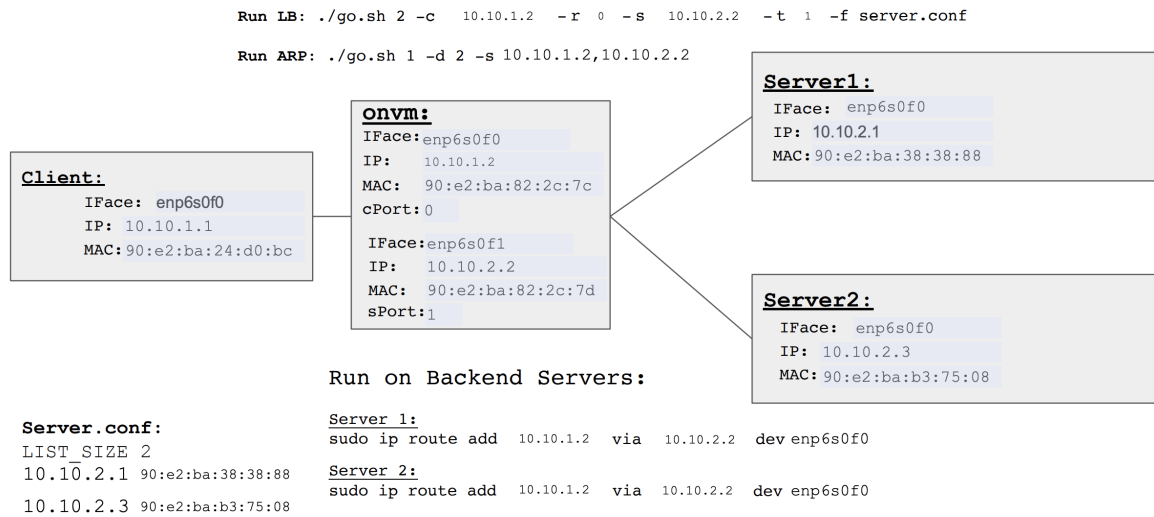 Run LB: ./go.sh 2 -c 10.10.1.2 -r 0 -s 10.10.2.2 -t 1 -f server.conf
Run ARP: ./go.sh 1 -d 2 -s 10.10.1.2,10.10.2.2
Client:
IFace: enp6s0f0
IP: 10.10.1.1
MAC: 90:e2:ba:24:d0:bc
onvm:
IFace: enp6s0f0
IP: 10.10.1.2
MAC: 90:e2:ba:82:2c:7c
cPort: 0
IFace: enp6s0f1
IP: 10.10.2.2
MAC: 90:e2:ba:82:2c:7d
sPort: 1
Server1:
IFace: enp6s0f0
IP: 10.10.2.1
MAC: 90:e2:ba:38:38:88
Server2:
IFace: enp6s0f0
IP: 10.10.2.3
MAC: 90:e2:ba:b3:75:08
Server.conf:
LIST_SIZE 2
10.10.2.1 90:e2:ba:38:38:88
10.10.2.3 90:e2:ba:b3:75:08
Run on Backend Servers:
Server 1:
sudo ip route add 10.10.1.2 via 10.10.2.2 dev enp6s0f0
Server 2:
sudo ip route add 10.10.1.2 via 10.10.2.2 dev enp6s0f0